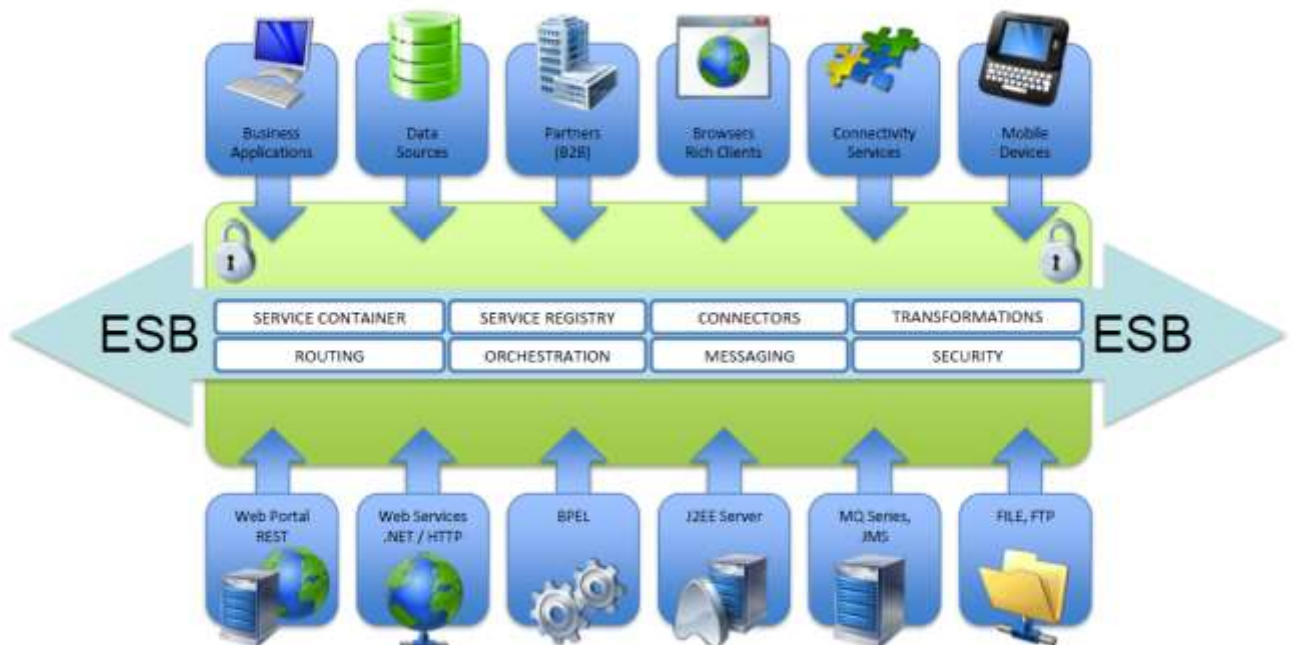 Business
Applications
Data
Sources
Partners
(B2B)
Browsers
Rich Clients
Connectivity
Services
Mobile
Devices
ESB
SERVICE CONTAINER
SERVICE REGISTRY
CONNECTORS
TRANSFORMATIONS
ROUTING
ORCHESTRATION
MESSAGING
SECURITY
ESB
Web Portal
REST
Web Services
.NET / HTTP
BPEL
J2EE Server
MQ Series,
JMS
FILE, FTP